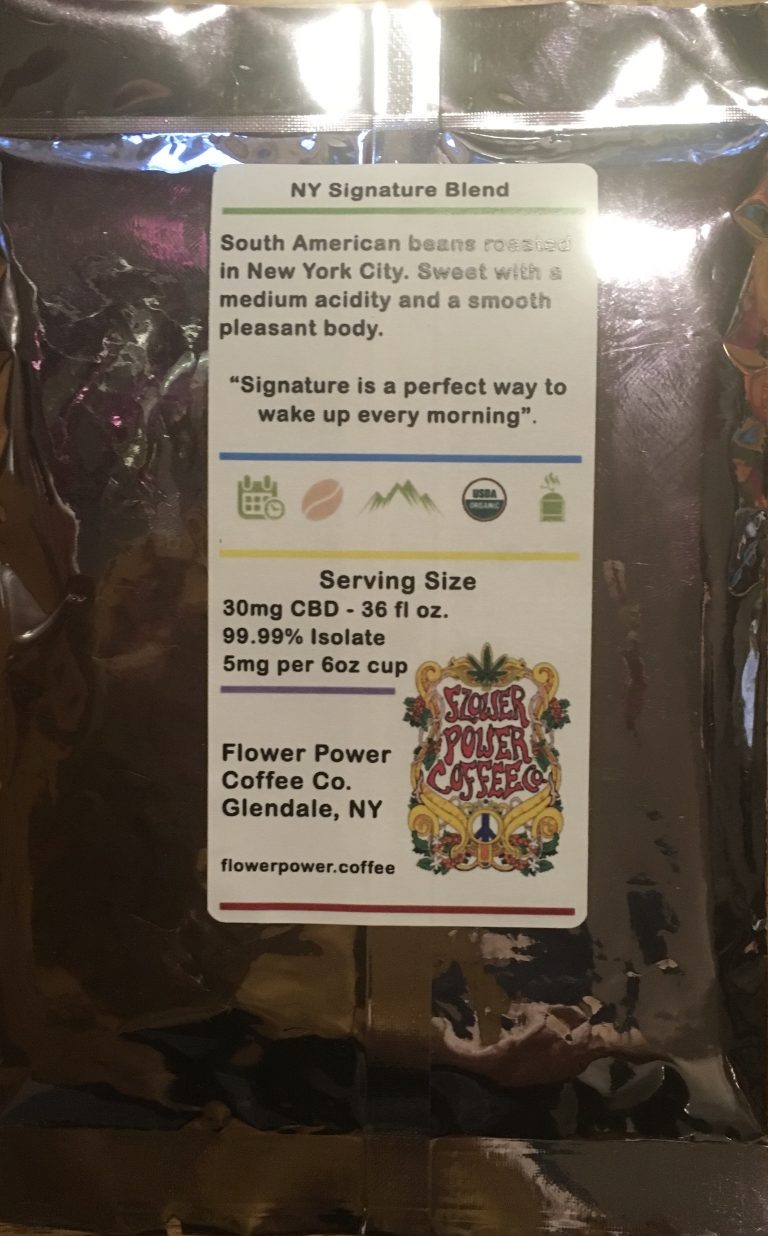 NY Signature Blend
South American beans roasted
in New York City. Sweet with a
medium acidity and a smooth
pleasant body.
“Signature is a perfect way to
wake up every morning”.
USDA
ORGANIC
Serving Size
30mg CBD - 36 fl oz.
99.99% Isolate
5mg per 6oz cup
FLOWER
POWER
COFFEE Co.
Flower Power
Coffee Co.
Glendale, NY
flowerpower.coffee